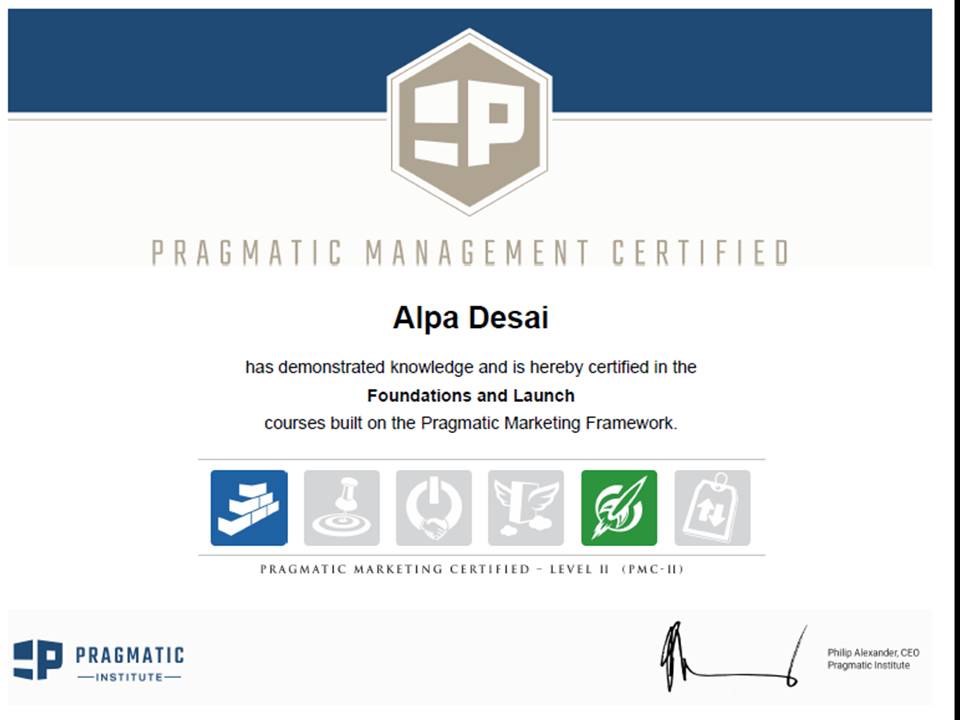 PRAGMATIC MANAGEMENT CERTIFIED
Alpa Desai
has demonstrated knowledge and is hereby certified in the
Foundations and Launch
courses built on the Pragmatic Marketing Framework.
PRAGMATIC MARKETING CERTIFIED – LEVEL II (PMC-II)
PRAGMATIC
INSTITUTE
Philip Alexander, CEO
Pragmatic Institute